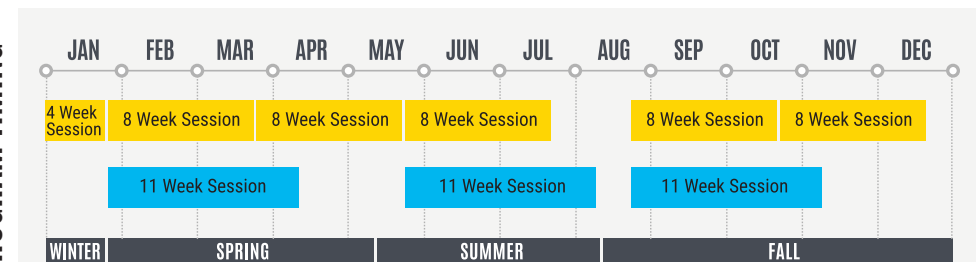 JAN FEB MAR APR MAY JUN JUL AUG SEP OCT NOV DEC
4 Week
Session
8 Week Session
8 Week Session
8 Week Session
8 Week Session
8 Week Session
11 Week Session
11 Week Session
11 Week Session
WINTER SPRING SUMMER FALL